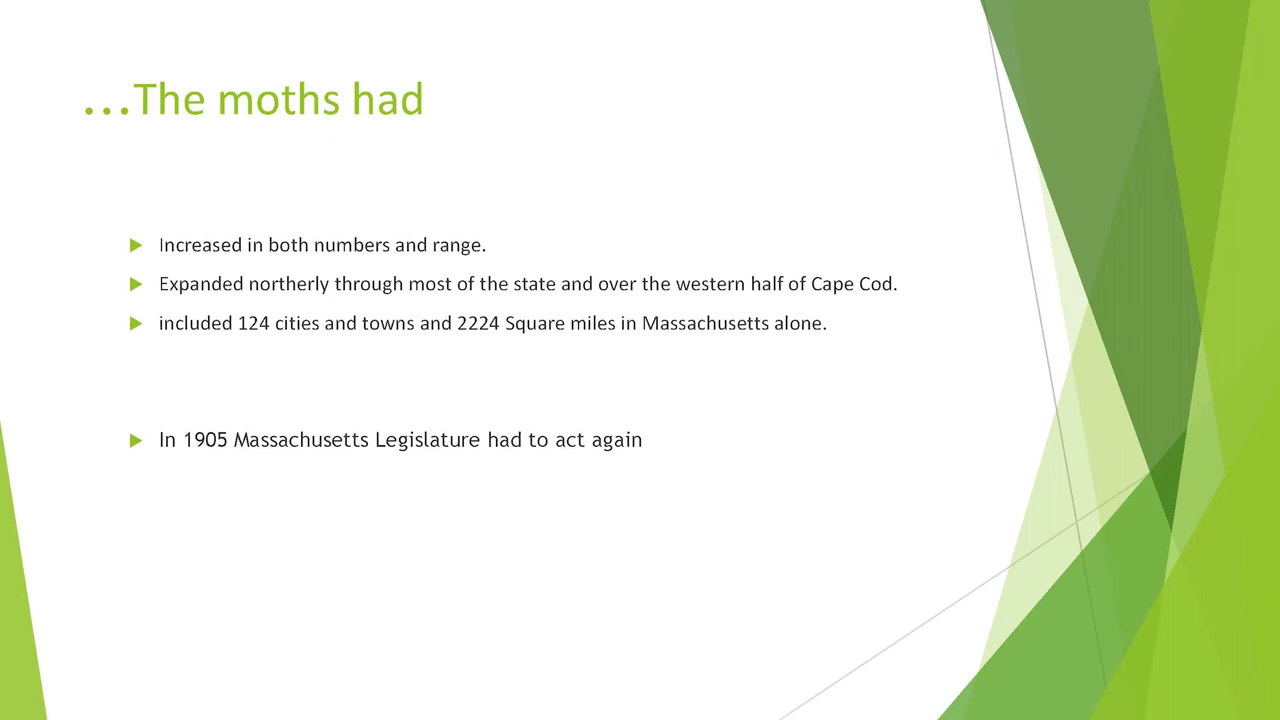 ...The moths had
Increased in both numbers and range.
Expanded northerly through most of the state and over the western half of Cape Cod.
included 124 cities and towns and 2224 Square miles in Massachusetts alone.
In 1905 Massachusetts Legislature had to act again